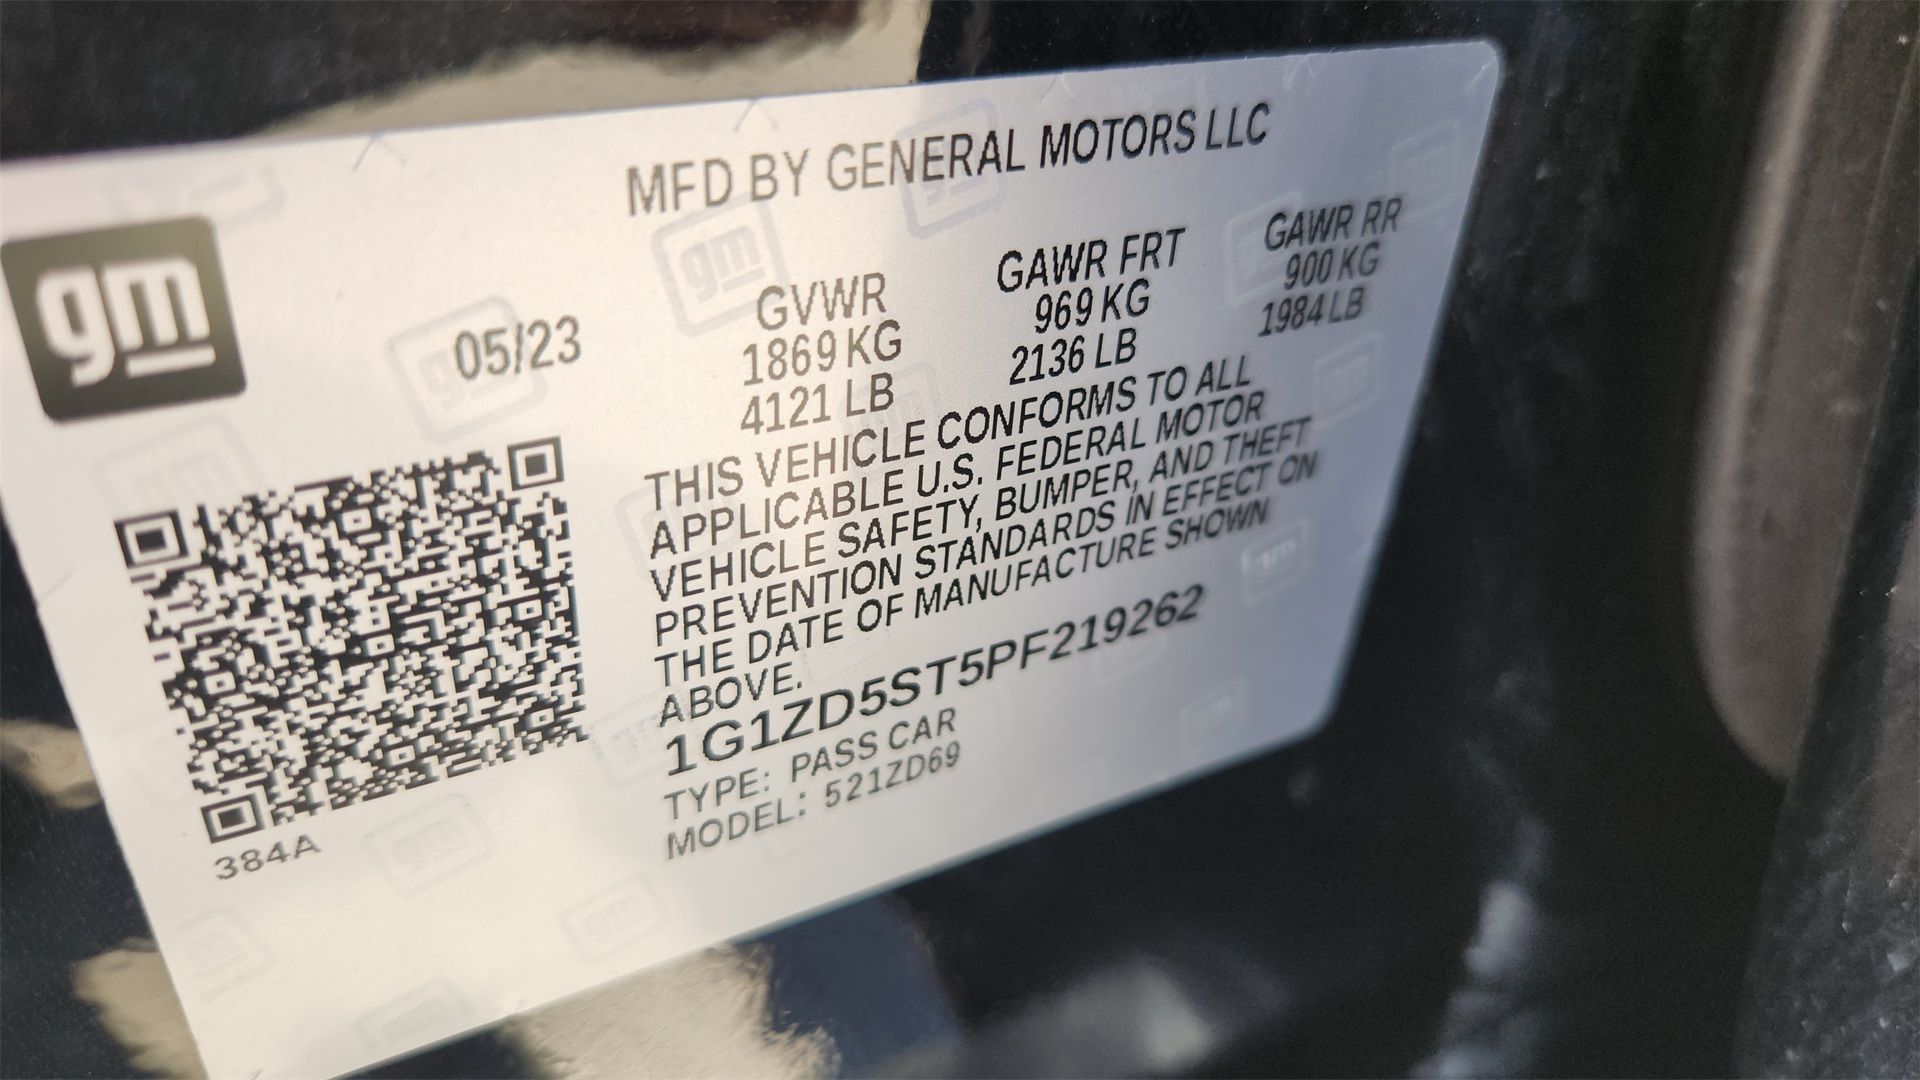 MFD BY GENERAL MOTORS LLC
gm
05/23
GVWR
1869 KG
4121 LB
GAWR FRT
969 KG
2136 LB
GAWR RR
900 KG
1984 LB
THIS VEHICLE CONFORMS TO ALL
APPLICABLE U.S. FEDERAL MOTOR
VEHICLE SAFETY, BUMPER, AND THEFT
PREVENTION STANDARDS IN EFFECT ON
THE DATE OF MANUFACTURE SHOWN
ABOVE.
1G1ZD5ST5PF219262
TYPE: PASS CAR
MODEL: 521ZD69
384A